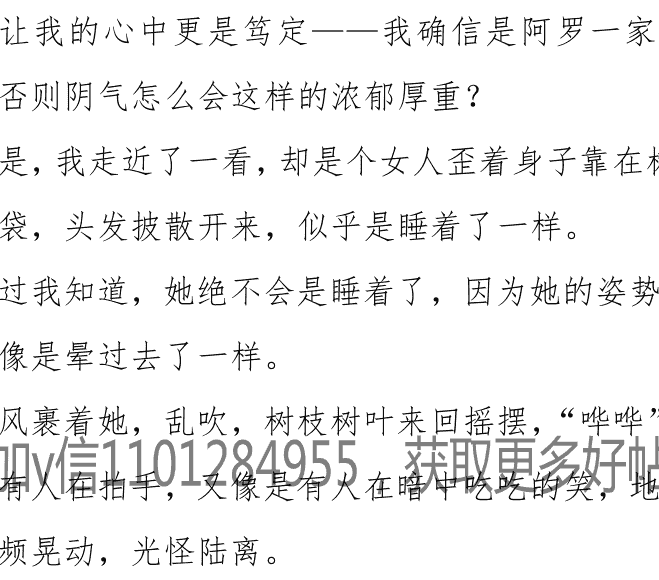 让我的心中更是笃定——我确信是阿罗一家
否则阴气怎么会这样的浓郁厚重？
是，我走近了一看，却是个女人歪着身子靠在
袋，头发披散开来，似乎是睡着了一样。
过我知道，她绝不会是睡着了，因为她的姿势
像是晕过去了一样。
风裹着她，乱吹，树枝树叶来回摇摆，“哗哗”
加v信1101284955，获取更多好帖
有人在拍手，又像是有人在暗中吃吃的笑，地
频晃动，光怪陆离。